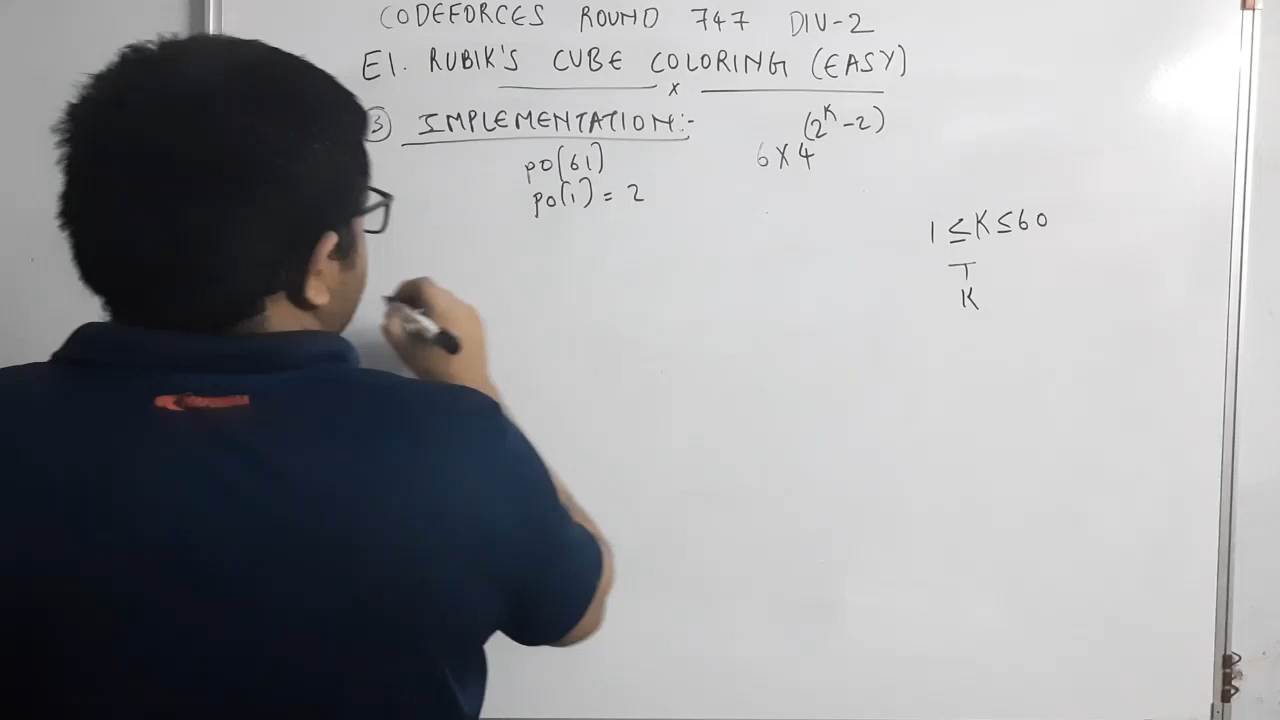 CODEFORCES ROUND 747 DIV-2
E1. RUBIK'S CUBE COLORING (EASY)
x
3) IMPLEMENTATION:-
po[61]
po[1] = 2
6 X 4^(2^K-2)
1 ≤ K ≤ 60
T
K